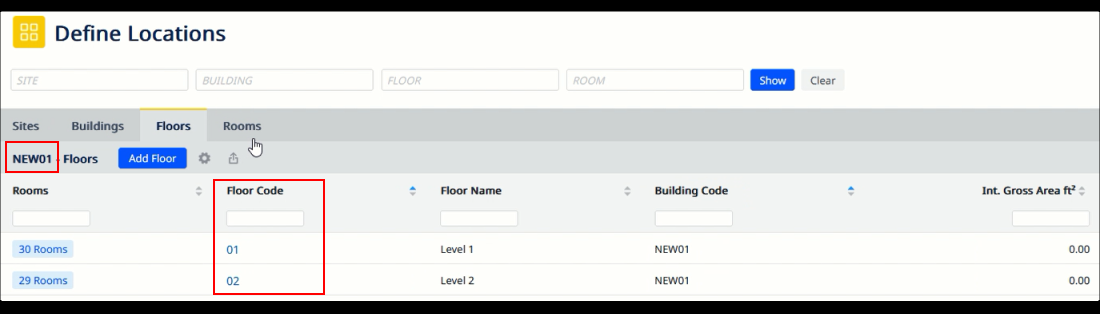 Define Locations
SITE BUILDING FLOOR ROOM Show Clear
Sites Buildings Floors Rooms
NEW01 - Floors Add Floor
Rooms Floor Code Floor Name Building Code Int. Gross Area ft²
30 Rooms 01 Level 1 NEW01 0.00
29 Rooms 02 Level 2 NEW01 0.00